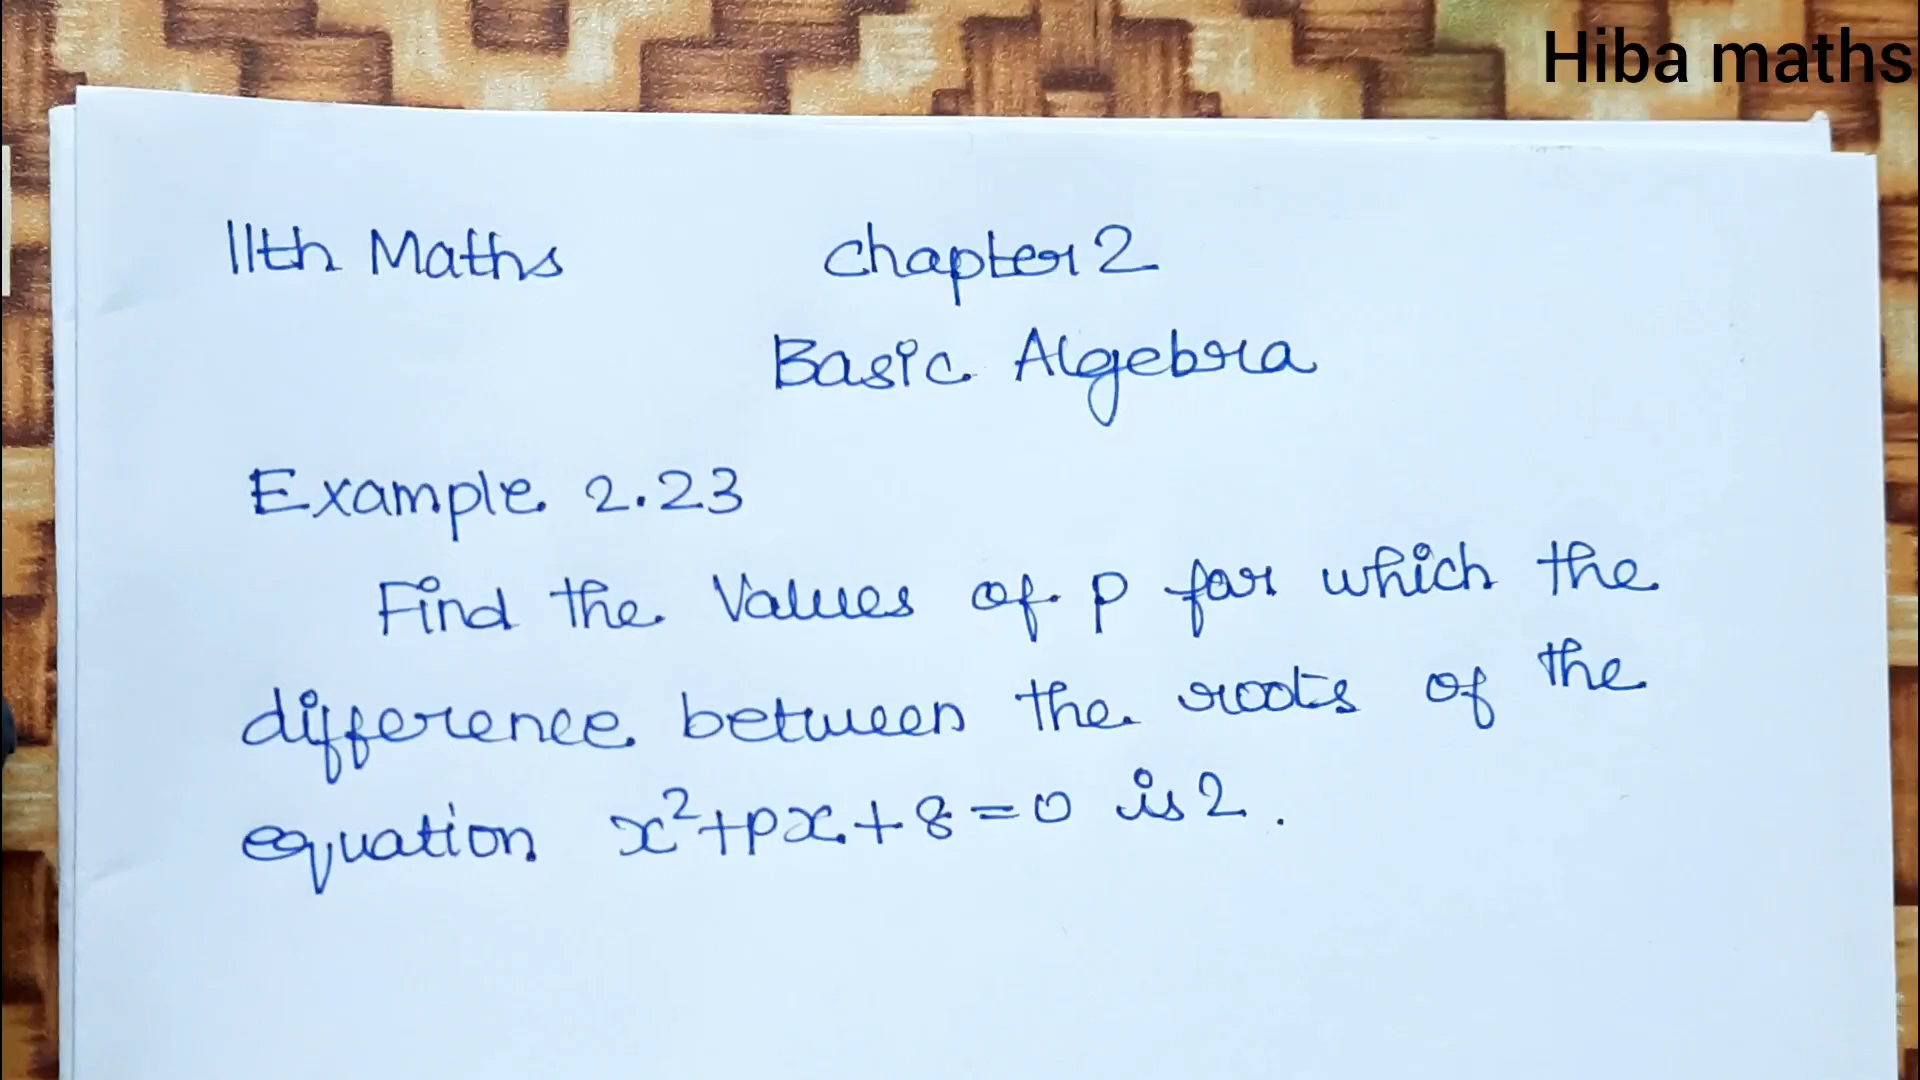 Hiba maths
11th Maths chapter 2
Basic Algebra
Example 2.23
Find the Values of p for which the
difference between the roots of the
equation x²+px+8=0 is 2.